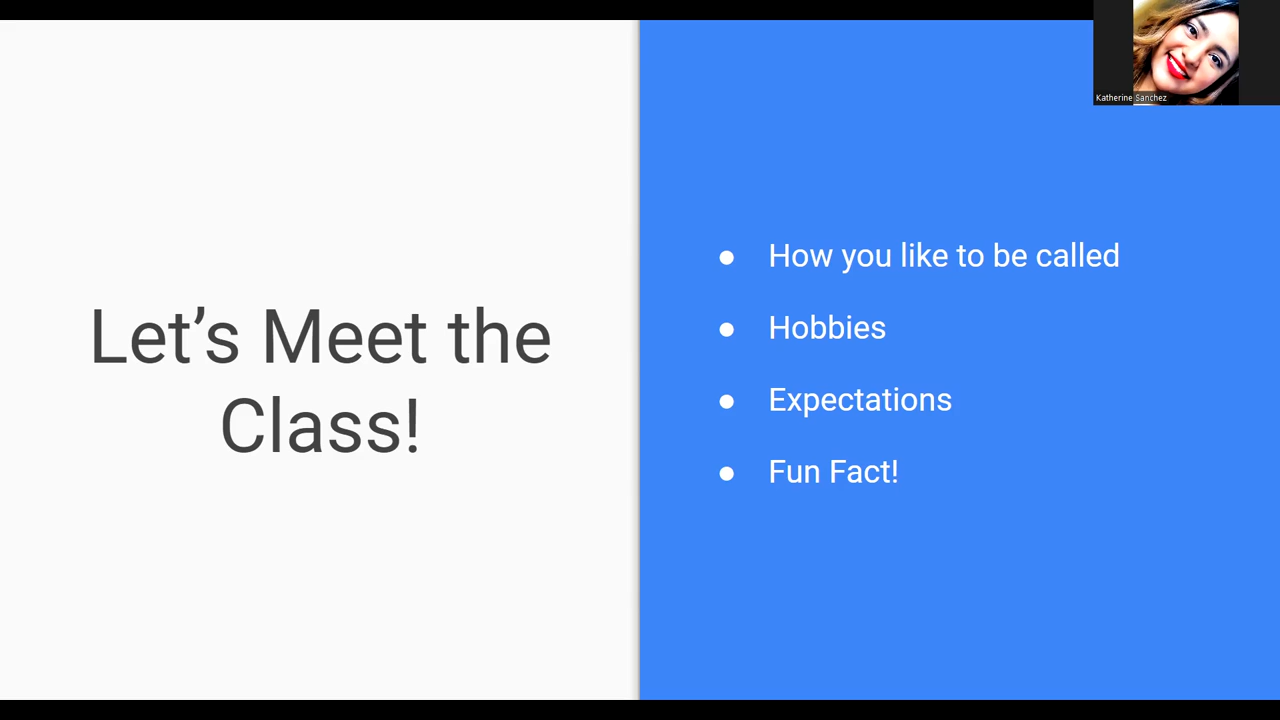 Katherine Sanchez
Let’s Meet the
Class!
● How you like to be called
● Hobbies
● Expectations
● Fun Fact!